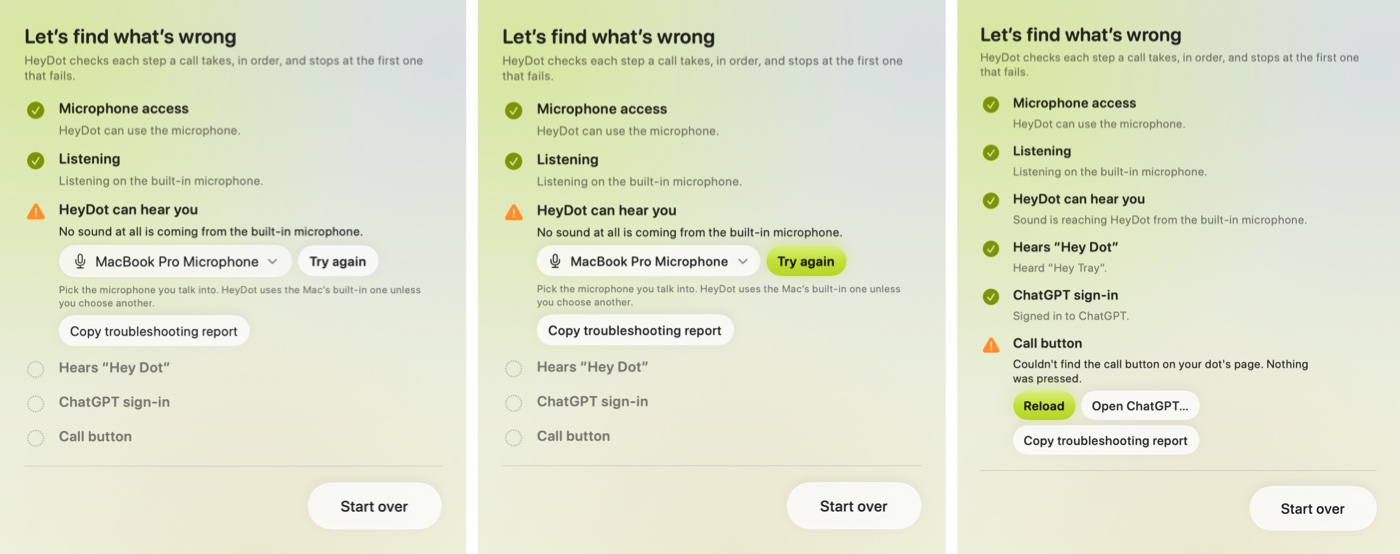 Let's find what's wrong
HeyDot checks each step a call takes, in order, and stops at the first one
that fails.
Microphone access
HeyDot can use the microphone.
Listening
Listening on the built-in microphone.
HeyDot can hear you
No sound at all is coming from the built-in microphone.
MacBook Pro Microphone
Try again
Pick the microphone you talk into. HeyDot uses the Mac's built-in one unless
you choose another.
Copy troubleshooting report
Hears "Hey Dot"
ChatGPT sign-in
Call button
Start over
Let's find what's wrong
HeyDot checks each step a call takes, in order, and stops at the first one
that fails.
Microphone access
HeyDot can use the microphone.
Listening
Listening on the built-in microphone.
HeyDot can hear you
No sound at all is coming from the built-in microphone.
MacBook Pro Microphone
Try again
Pick the microphone you talk into. HeyDot uses the Mac's built-in one unless
you choose another.
Copy troubleshooting report
Hears "Hey Dot"
ChatGPT sign-in
Call button
Start over
Let's find what's wrong
HeyDot checks each step a call takes, in order, and stops at the first one
that fails.
Microphone access
HeyDot can use the microphone.
Listening
Listening on the built-in microphone.
HeyDot can hear you
Sound is reaching HeyDot from the built-in microphone.
Hears "Hey Dot"
Heard "Hey Tray".
ChatGPT sign-in
Signed in to ChatGPT.
Call button
Couldn't find the call button on your dot's page. Nothing
was pressed.
Reload
Open ChatGPT...
Copy troubleshooting report
Start over